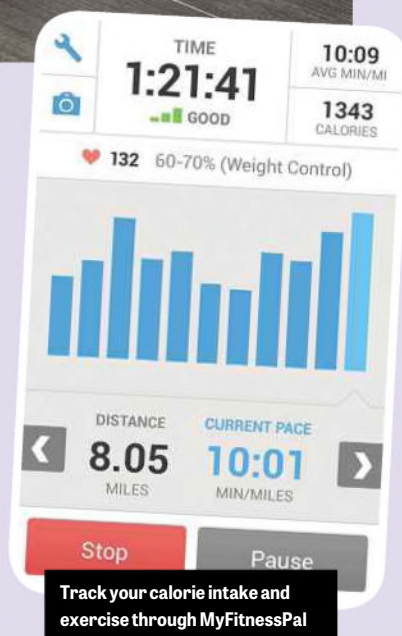 TIME
1:21:41
GOOD
10:09
AVG MIN/MI
1343
CALORIES
132 60-70% (Weight Control)
DISTANCE
8.05
MILES
CURRENT PACE
10:01
MIN/MILES
Stop
Pause
Track your calorie intake and
exercise through MyFitnessPal